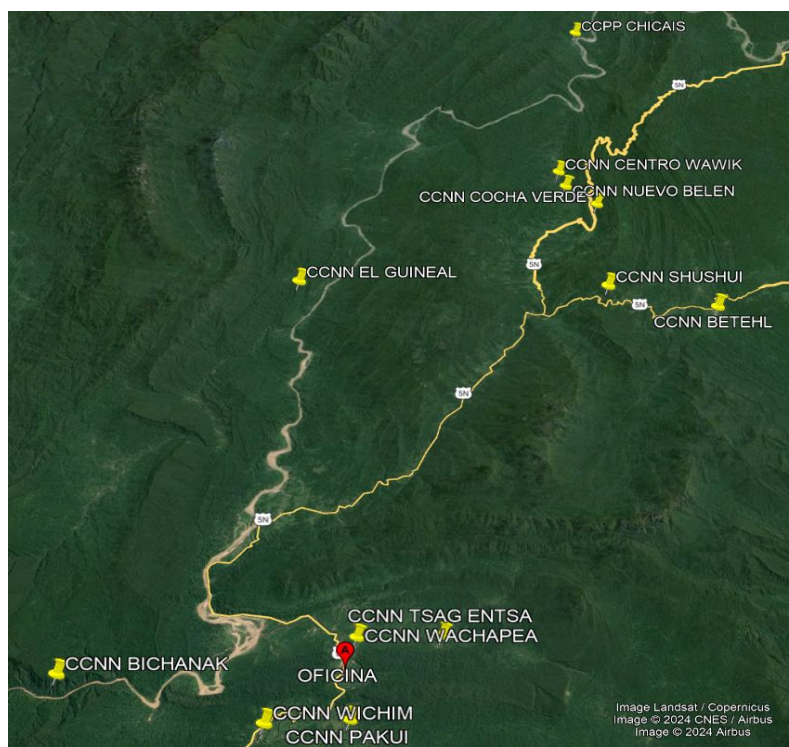 CCPP CHICAIS
5N
CCNN CENTRO WAWIK
CCNN COCHA VERDE
CCNN NUEVO BELEN
5N
CCNN EL GUINEAL
CCNN SHUSHUI
5N
CCNN BETEHL
5N
5N
CCNN TSAG ENTSA
CCNN WACHAPEA
A
CCNN BICHANAK
OFICINA
CCNN WICHIM
CCNN PAKUI
Image Landsat / Copernicus
Image © 2024 CNES / Airbus
Image © 2024 Airbus